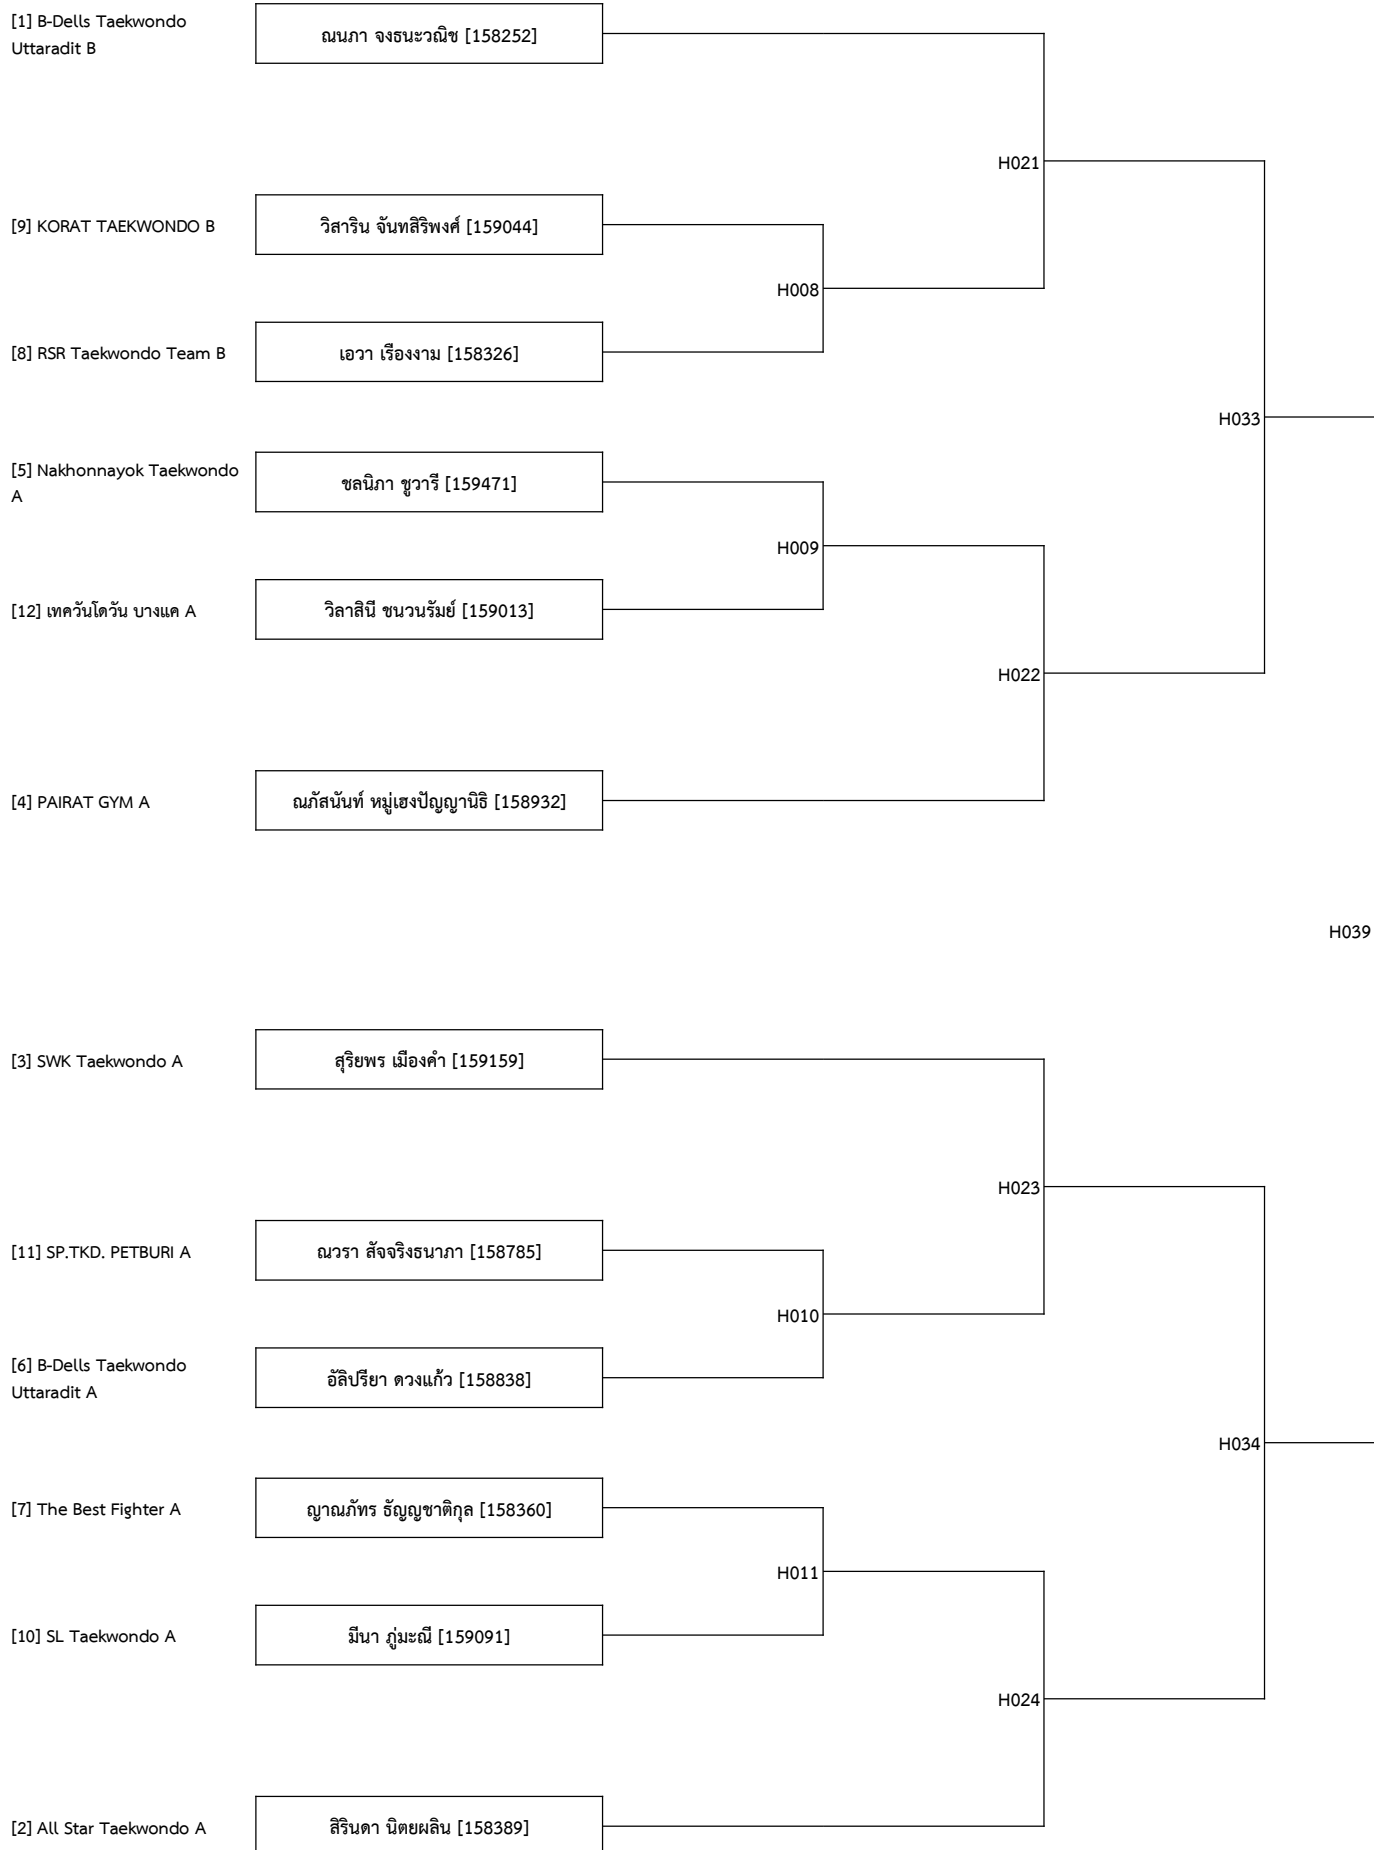 [1] B-Dells Taekwondo
Uttaradit B
ณนภา จงธนะวณิช [158252]
H021
[9] KORAT TAEKWONDO B
วิสาริน จันทสิริพงศ์ [159044]
H008
[8] RSR Taekwondo Team B
เอวา เรืองงาม [158326]
H033
[5] Nakhonnayok Taekwondo
A
ชลนิภา ชูวารี [159471]
H009
[12] เทควันโดวัน บางแค A
วิลาสินี ชนวนรัมย์ [159013]
H022
[4] PAIRAT GYM A
ณภัสนันท์ หมู่เฮงปัญญานิธิ [158932]
H039
[3] SWK Taekwondo A
สุริยพร เมืองคำ [159159]
H023
[11] SP.TKD. PETBURI A
ณวรา สัจจริงธนาภา [158785]
H010
[6] B-Dells Taekwondo
Uttaradit A
อัลิปรียา ดวงแก้ว [158838]
H034
[7] The Best Fighter A
ญาณภัทร ธัญญชาติกุล [158360]
H011
[10] SL Taekwondo A
มีนา ภู่มะณี [159091]
H024
[2] All Star Taekwondo A
สิรินดา นิตยผลิน [158389]